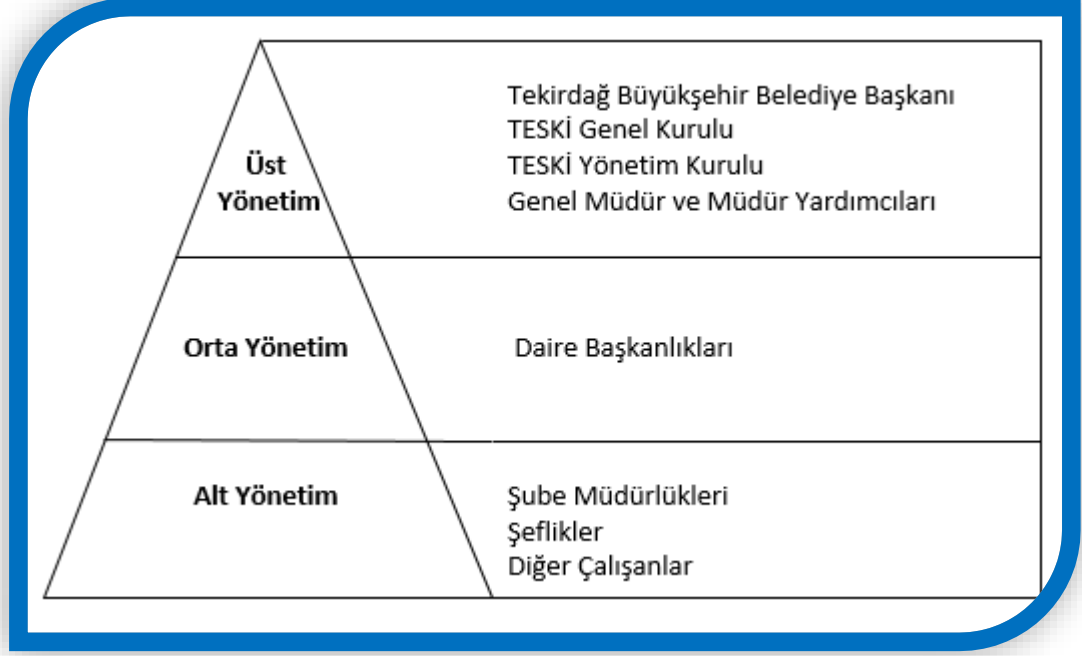 Üst
Yönetim
Tekirdağ Büyükşehir Belediye Başkanı
TESKİ Genel Kurulu
TESKİ Yönetim Kurulu
Genel Müdür ve Müdür Yardımcıları
Orta Yönetim
Daire Başkanlıkları
Alt Yönetim
Şube Müdürlükleri
Şeflikler
Diğer Çalışanlar